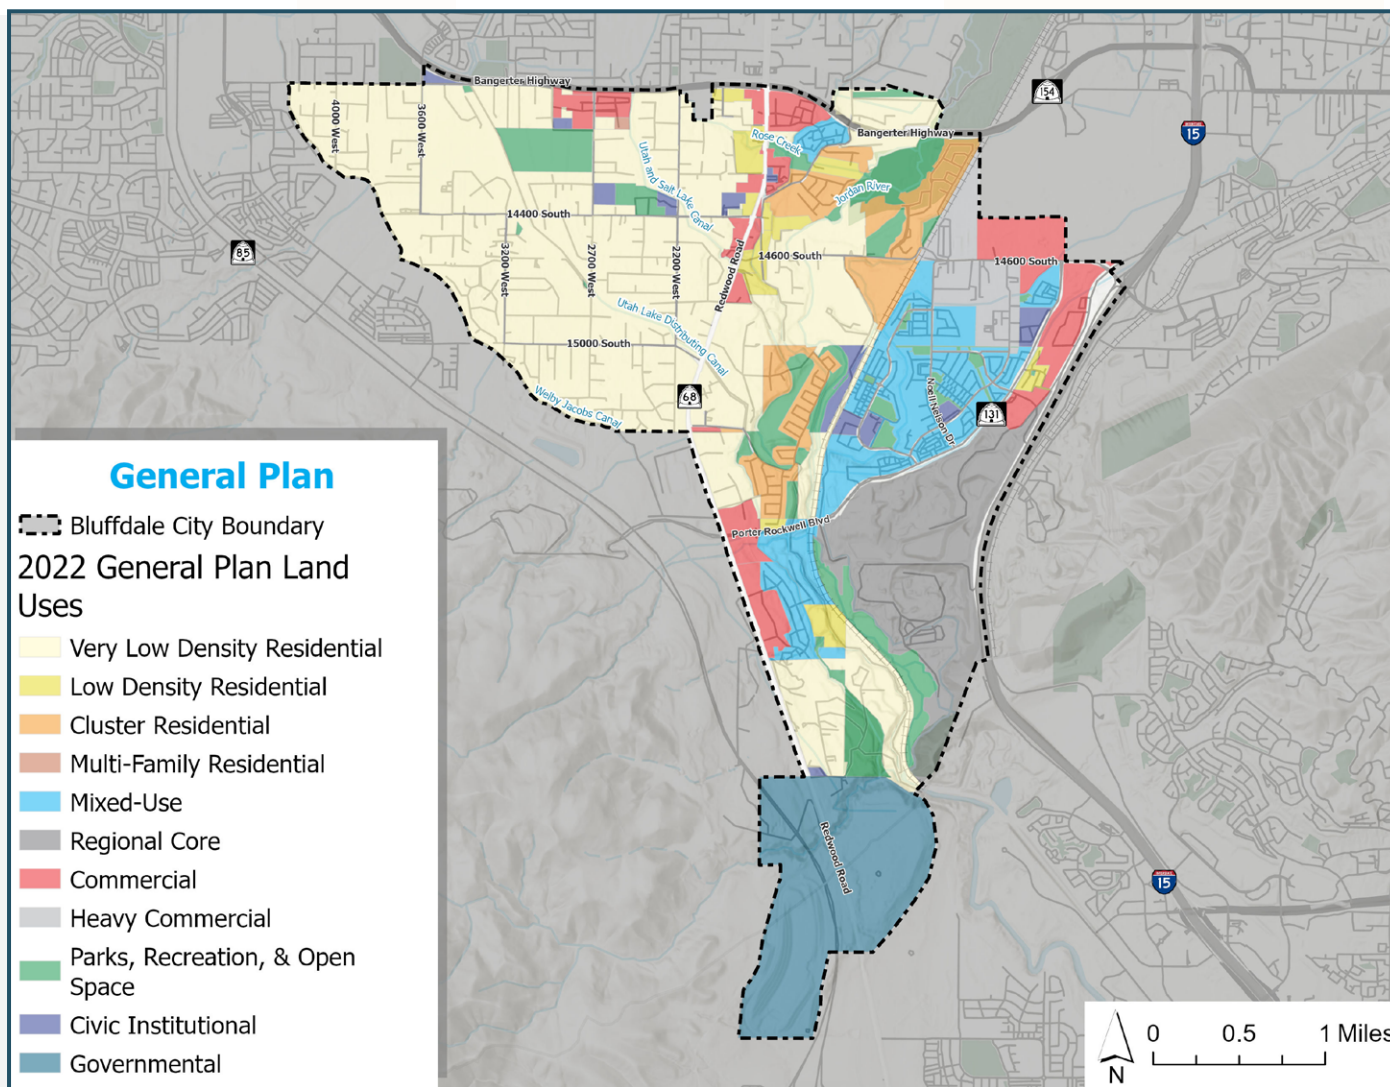 Bangerter Highway
154
15
4000 West
3600 West
Bangerter Highway
Rose Creek
Utah and Salt Lake Canal
Jordan River
14400 South
85
3200 West
2700 West
2200 West
Redwood Road
14600 South
14600 South
Utah Lake Distributing Canal
15000 South
Welby Jacobs Canal
68
Noell Nelson Dr
131
Porter Rockwell Blvd
Redwood Road
INTERSTATE
15
General Plan
Bluffdale City Boundary
2022 General Plan Land
Uses
Very Low Density Residential
Low Density Residential
Cluster Residential
Multi-Family Residential
Mixed-Use
Regional Core
Commercial
Heavy Commercial
Parks, Recreation, & Open
Space
Civic Institutional
Governmental
N
0 0.5 1 Miles